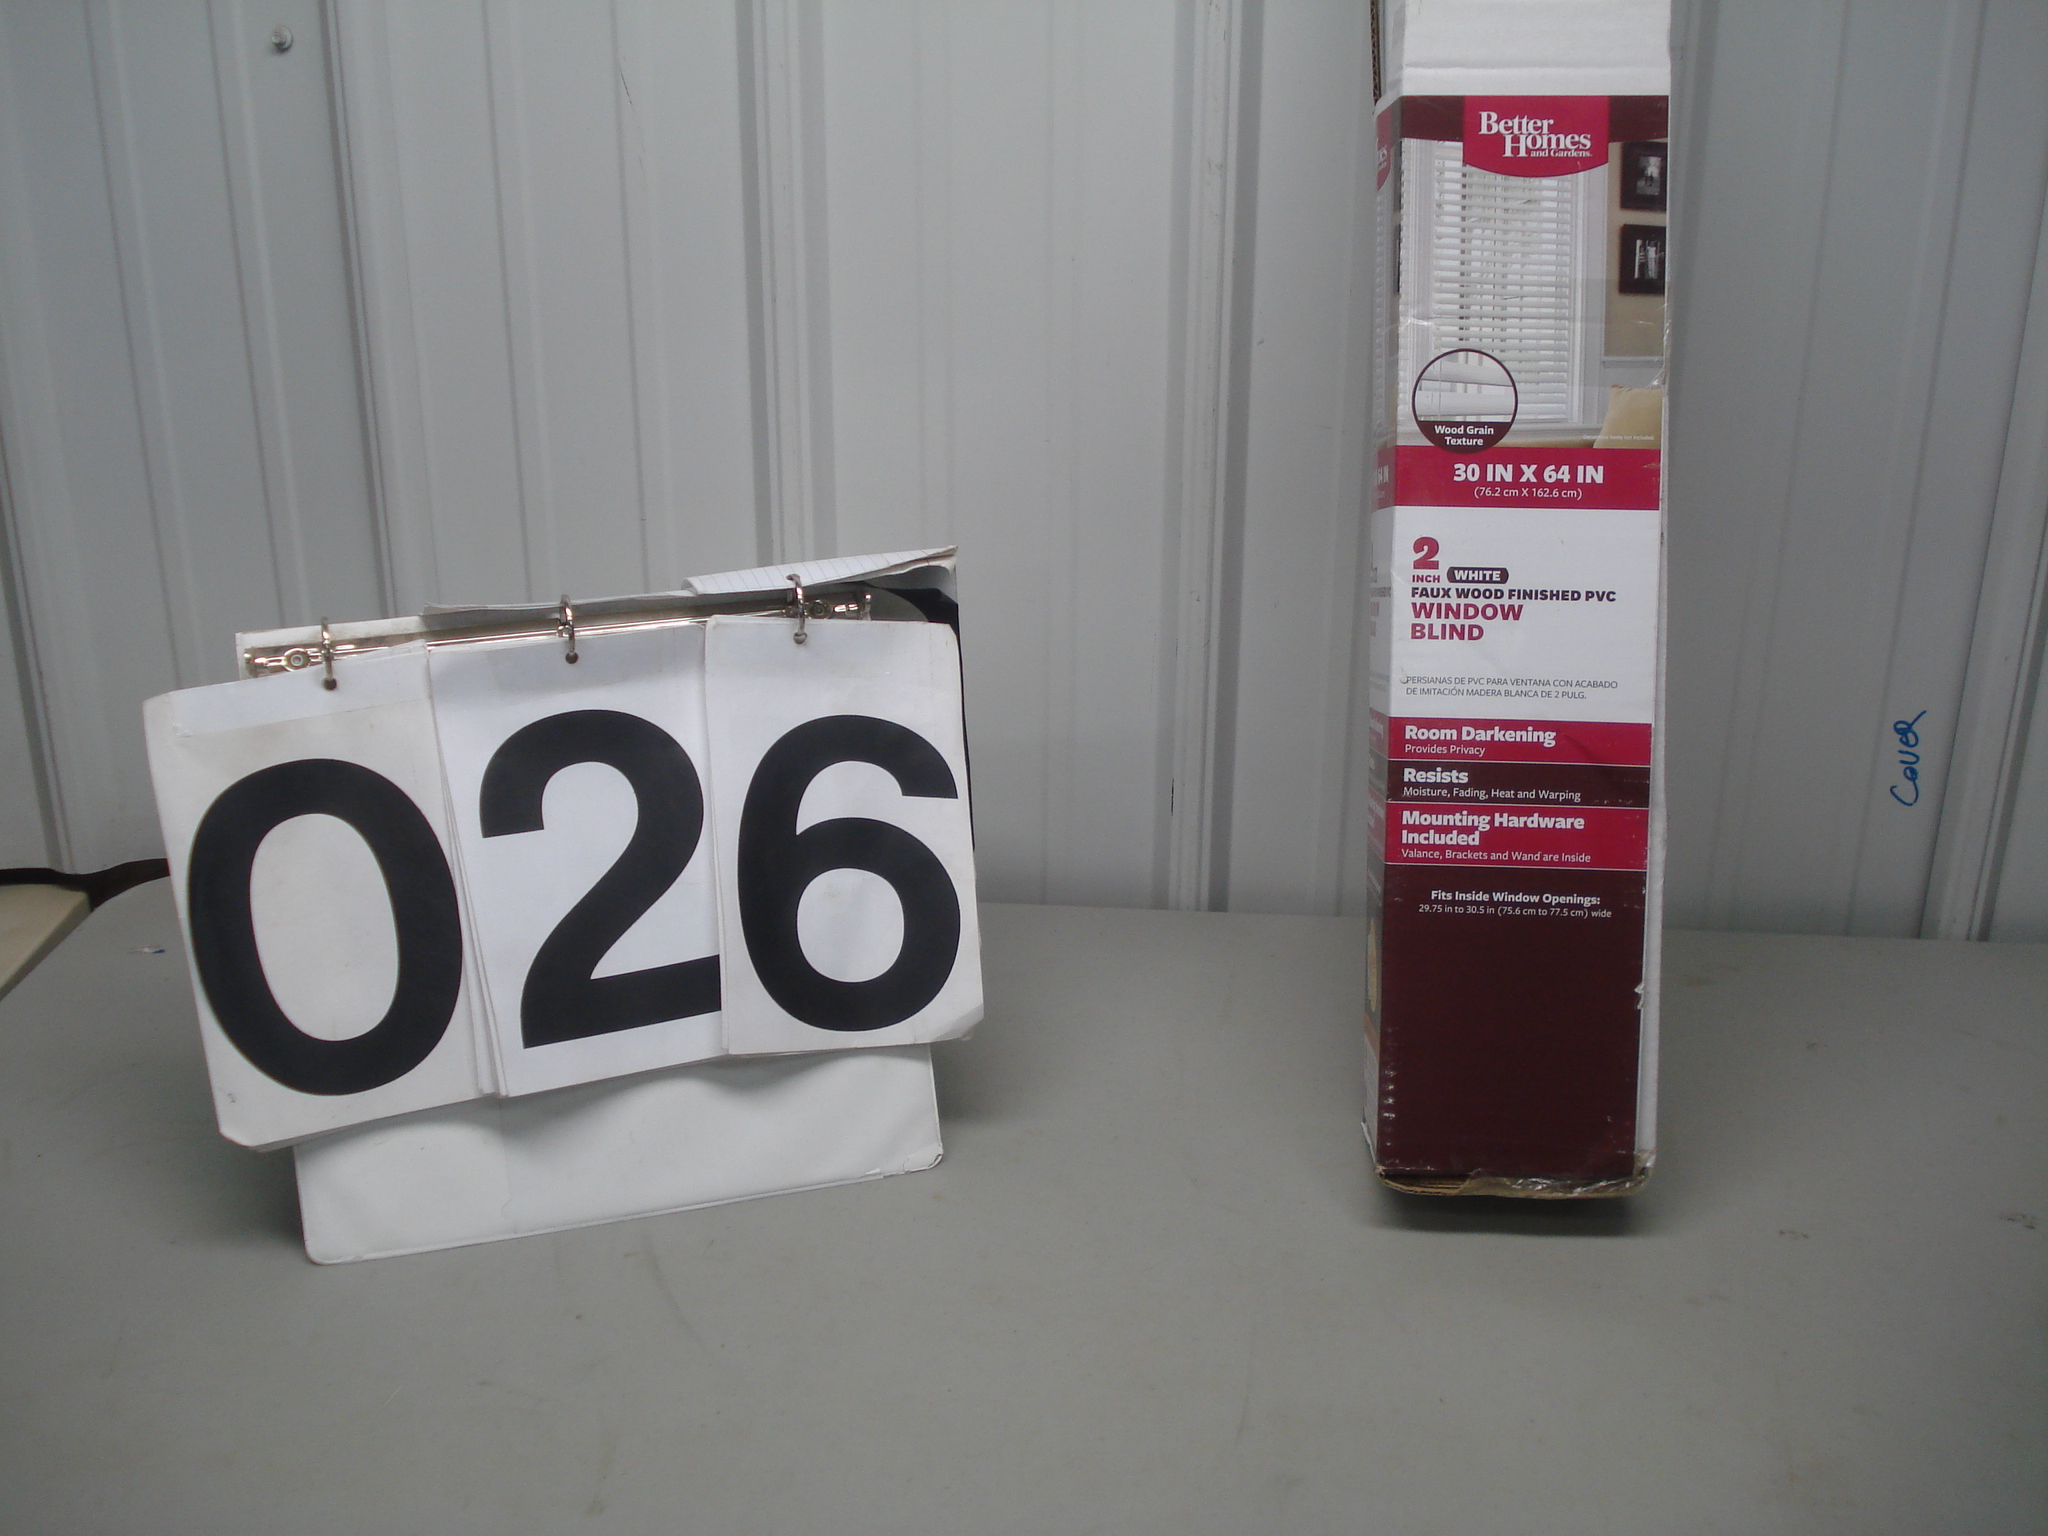 026
Better
Homes
and Gardens
Wood Grain
Texture
30 IN X 64 IN
(76.2 cm X 162.6 cm)
2
INCH WHITE
FAUX WOOD FINISHED PVC
WINDOW
BLIND
PERSIANAS DE PVC PARA VENTANA CON ACABADO
DE IMITACIÓN MADERA BLANCA DE 2 PULG.
Room Darkening
Provides Privacy
Resists
Moisture, Fading, Heat and Warping
Mounting Hardware
Included
Valance, Brackets and Wand are Inside
Fits Inside Window Openings:
29.75 in to 30.5 in (75.6 cm to 77.5 cm) wide
COVER